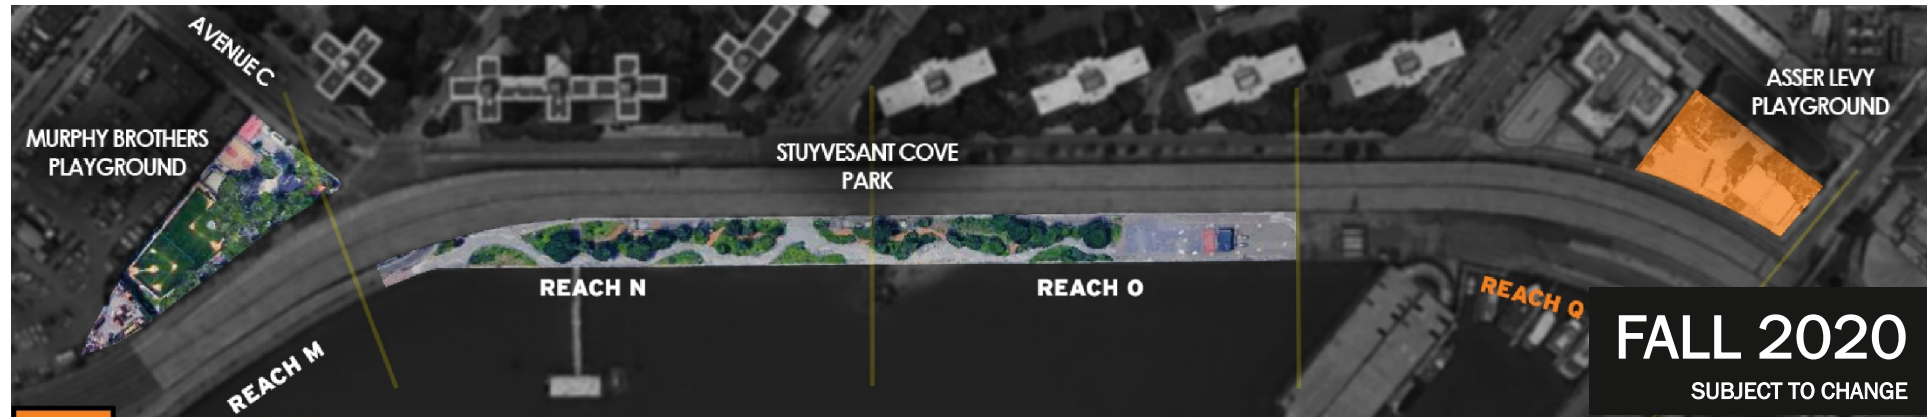 AVENUE C
MURPHY BROTHERS
PLAYGROUND
STUYVESANT COVE
PARK
ASSER LEVY
PLAYGROUND
REACH M
REACH N
REACH O
REACH Q
FALL 2020
SUBJECT TO CHANGE